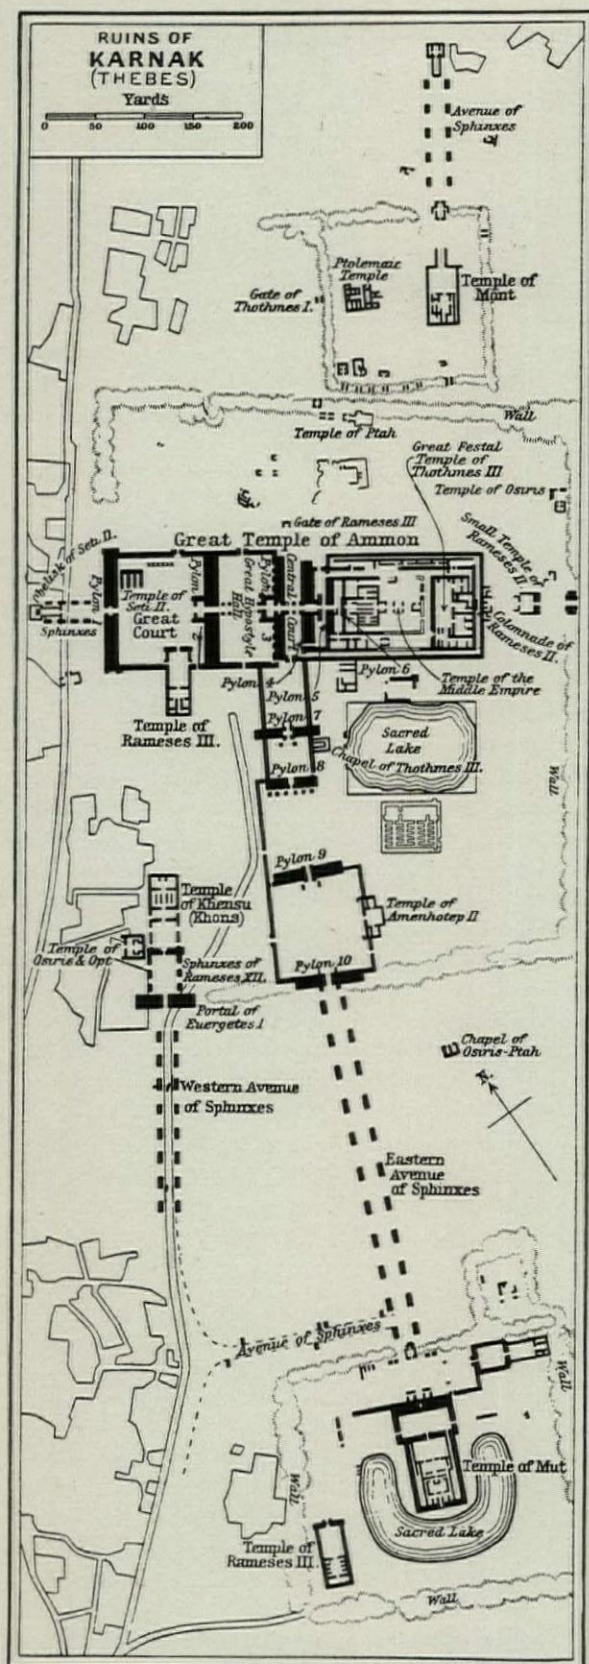 RUINS OF
KARNAK
(THEBES)
Yards
0 50 100 150 200
Avenue of
Sphinxes
Ptolemaic
Temple
Temple of
Mont
Gate of
Thothmes I.
Wall
Temple of Ptah
Great Festal
Temple of
Thothmes III
Temple of Osiris
Gate of Rameses III
Great Temple of Ammon
Small Temple of
Rameses II.
Obelisk of Seti II.
Pylon 1
Sphinxes
Temple of
Seti II.
Great
Court
Pylon 2
Great Hypostyle
Hall
Pylon 3
Central
Court
Colonnade of
Rameses II.
Pylon 4
Pylon 5
Pylon 6
Temple of the
Middle Empire
Temple of
Rameses III.
Pylon 7
Sacred
Lake
Chapel of Thothmes III.
Pylon 8
Wall
Pylon 9
Temple
of Khensu
(Khons)
Temple of
Amenhotep II
Temple of
Osiris & Opt
Sphinxes of
Rameses XII.
Pylon 10
Portal of
Euergetes I
Chapel of
Osiris-Ptah
N.
Western Avenue
of Sphinxes
Eastern
Avenue
of Sphinxes
Avenue of Sphinxes
Wall
Temple of Mut
Wall
Sacred Lake
Temple of
Rameses III.
Wall